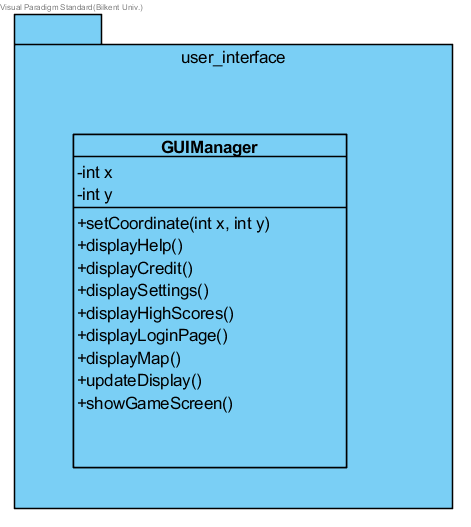 Visual Paradigm Standard(Bilkent Univ.)
user_interface
GUIManager
-int x
-int y
+setCoordinate(int x, int y)
+displayHelp()
+displayCredit()
+displaySettings()
+displayHighScores()
+displayLoginPage()
+displayMap()
+updateDisplay()
+showGameScreen()